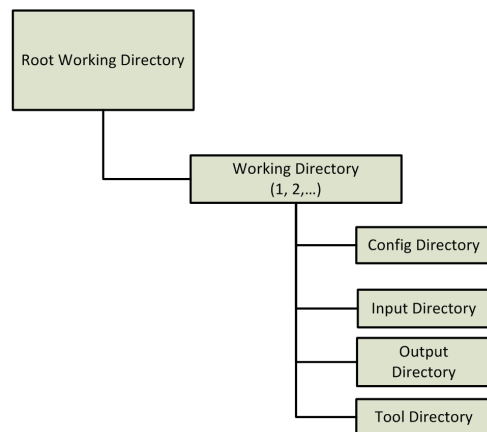 Root Working Directory
Working Directory
(1, 2,...)
Config Directory
Input Directory
Output
Directory
Tool Directory